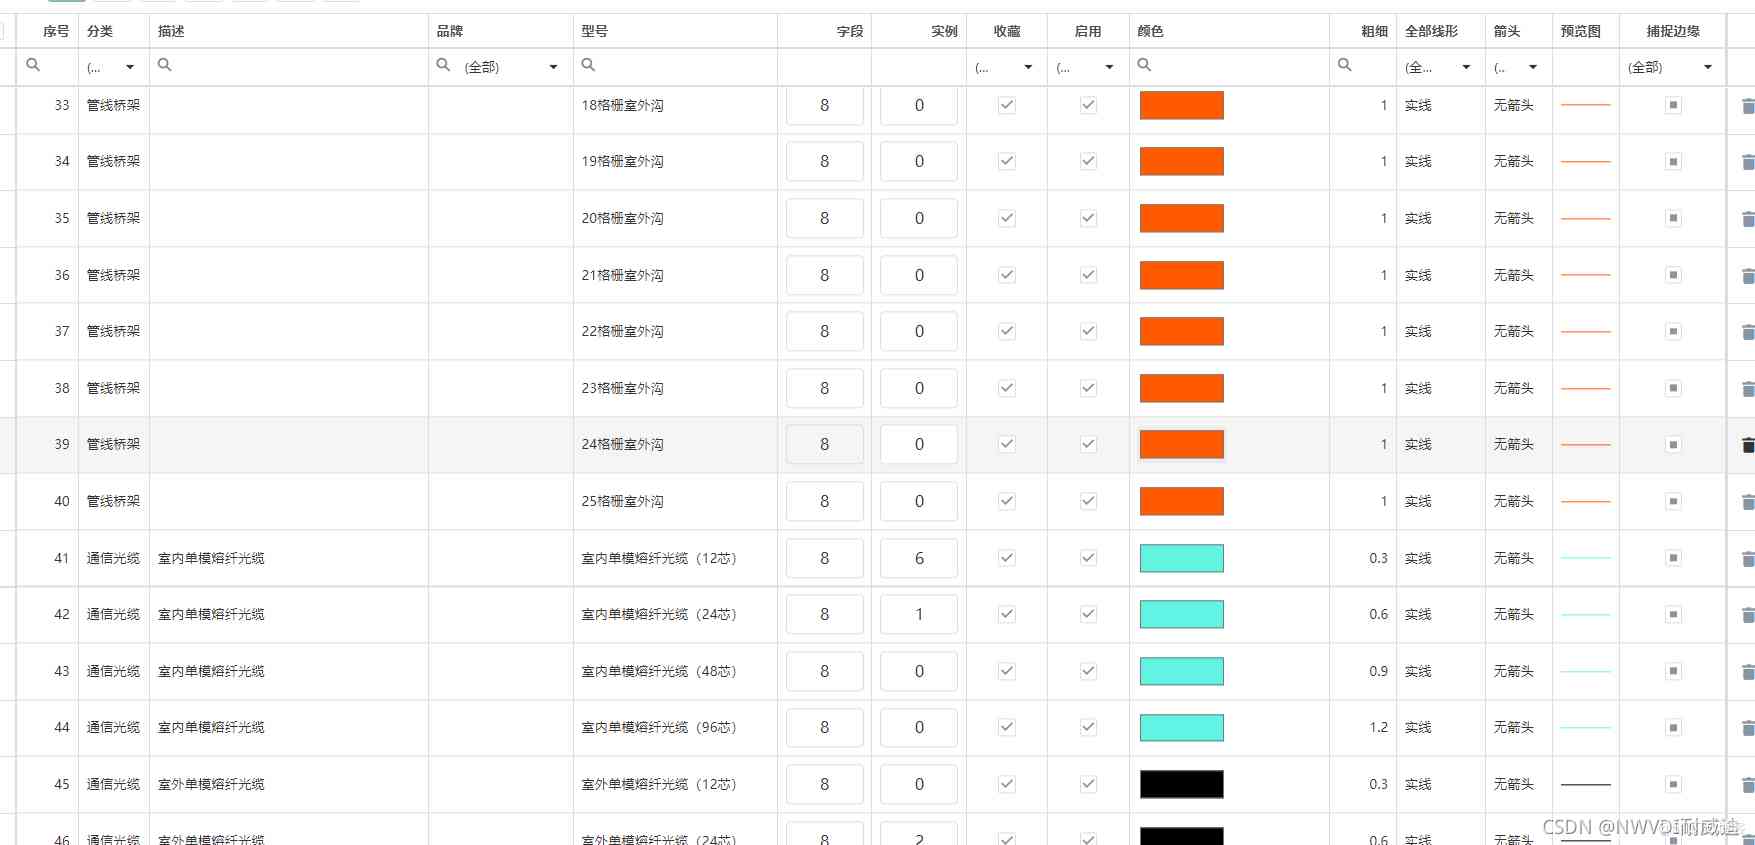 序号 分类 描述 品牌 型号 字段 实例 收藏 启用 颜色 粗细 全部线形 箭头 预览图 捕捉边缘
(... (全部) (... (... (全... (.. (全部)
33 管线桥架 18格栅室外沟 8 0 1 实线 无箭头
34 管线桥架 19格栅室外沟 8 0 1 实线 无箭头
35 管线桥架 20格栅室外沟 8 0 1 实线 无箭头
36 管线桥架 21格栅室外沟 8 0 1 实线 无箭头
37 管线桥架 22格栅室外沟 8 0 1 实线 无箭头
38 管线桥架 23格栅室外沟 8 0 1 实线 无箭头
39 管线桥架 24格栅室外沟 8 0 1 实线 无箭头
40 管线桥架 25格栅室外沟 8 0 1 实线 无箭头
41 通信光缆 室内单模熔纤光缆 室内单模熔纤光缆（12芯） 8 6 0.3 实线 无箭头
42 通信光缆 室内单模熔纤光缆 室内单模熔纤光缆（24芯） 8 1 0.6 实线 无箭头
43 通信光缆 室内单模熔纤光缆 室内单模熔纤光缆（48芯） 8 0 0.9 实线 无箭头
44 通信光缆 室内单模熔纤光缆 室内单模熔纤光缆（96芯） 8 0 1.2 实线 无箭头
45 通信光缆 室外单模熔纤光缆 室外单模熔纤光缆（12芯） 8 0 0.3 实线 无箭头
46 通信光缆 室外单模熔纤光缆 室外单模熔纤光缆（24芯） 8 2 0.6 实线 无箭头
CSDN @NWVDI耐威迪